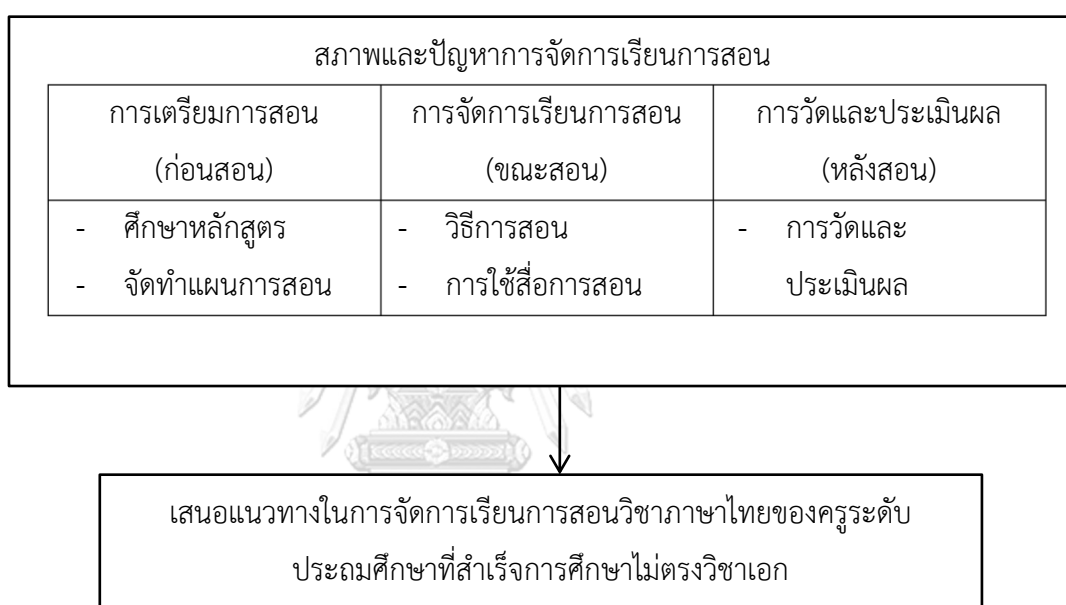 สภาพและปัญหาการจัดการเรียนการสอน
การเตรียมการสอน
(ก่อนสอน)
การจัดการเรียนการสอน
(ขณะสอน)
การวัดและประเมินผล
(หลังสอน)
- ศึกษาหลักสูตร
- จัดทำแผนการสอน
- วิธีการสอน
- การใช้สื่อการสอน
- การวัดและ
ประเมินผล
เสนอแนวทางในการจัดการเรียนการสอนวิชาภาษาไทยของครูระดับ
ประถมศึกษาที่สำเร็จการศึกษาไม่ตรงวิชาเอก